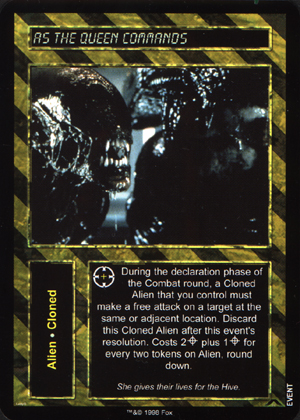 AS THE QUEEN COMMANDS
Alien • Cloned
During the declaration phase of
the Combat round, a Cloned
Alien that you control must
make a free attack on a target at the
same or adjacent location. Discard
this Cloned Alien after this event's
resolution. Costs 2 plus 1 for
every two tokens on Alien, round
down.
She gives their lives for the Hive.
EVENT
™&© 1998 Fox